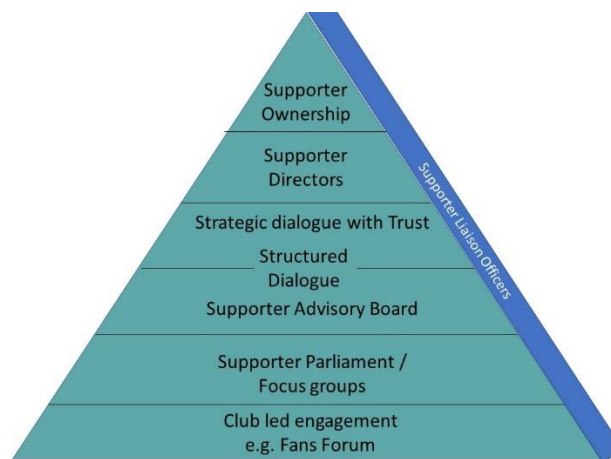 Supporter
Ownership
Supporter
Directors
Strategic dialogue with Trust
Structured
Dialogue
Supporter Advisory Board
Supporter Parliament /
Focus groups
Club led engagement
e.g. Fans Forum
Supporter Liaison Officers